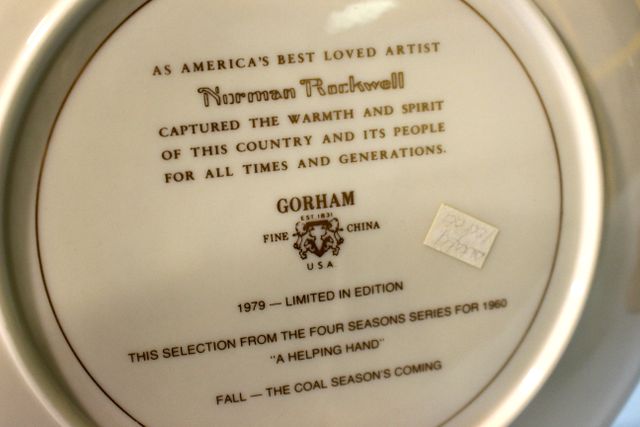 AS AMERICA'S BEST LOVED ARTIST
Norman Rockwell
CAPTURED THE WARMTH AND SPIRIT
OF THIS COUNTRY AND ITS PEOPLE
FOR ALL TIMES AND GENERATIONS.
GORHAM
EST. 1831
FINE CHINA
U.S.A.
1979 — LIMITED IN EDITION
THIS SELECTION FROM THE FOUR SEASONS SERIES FOR 1960
"A HELPING HAND"
FALL — THE COAL SEASON'S COMING